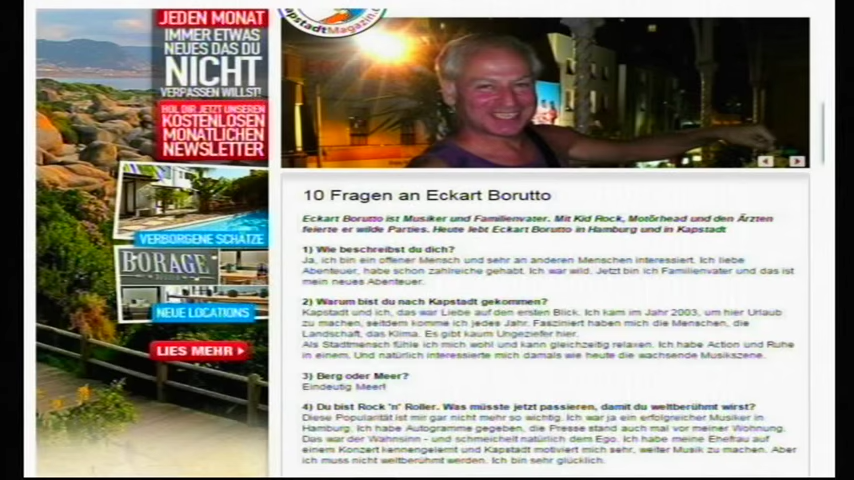 JEDEN MONAT
IMMER ETWAS
NEUES DAS DU
NICHT
VERPASSEN WILLST!
HOL DIR JETZT UNSEREN
KOSTENLOSEN
MONATLICHEN
NEWSLETTER
VERBORGENE SCHÄTZE
BORAGE
NEUE LOCATIONS
LIES MEHR
KapstadtMagazin.
10 Fragen an Eckart Borutto
Eckart Borutto ist Musiker und Familienvater. Mit Kid Rock, Motörhead und den Ärzten
feierte er wilde Parties. Heute lebt Eckart Borutto in Hamburg und in Kapstadt
1) Wie beschreibst du dich?
Ja, ich bin ein offener Mensch und sehr an anderen Menschen interessiert. Ich liebe
Abenteuer, habe schon zahlreiche gehabt. Ich war wild. Jetzt bin ich Familienvater und das ist
mein neues Abenteuer.
2) Warum bist du nach Kapstadt gekommen?
Kapstadt und ich, das war Liebe auf den ersten Blick. Ich kam im Jahr 2003, um hier Urlaub
zu machen, seitdem komme ich jedes Jahr. Fasziniert haben mich die Menschen, die
Landschaft, das Klima. Es gibt kaum Ungeziefer hier.
Als Stadtmensch fühle ich mich wohl und kann gleichzeitig relaxen. Ich habe Action und Ruhe
in einem. Und natürlich interessierte mich damals wie heute die wachsende Musikszene.
3) Berg oder Meer?
Eindeutig Meer!
4) Du bist Rock 'n' Roller. Was müsste jetzt passieren, damit du weltberühmt wirst?
Diese Popularität ist mir gar nicht mehr so wichtig. Ich war ja ein erfolgreicher Musiker in
Hamburg. Ich habe Autogramme gegeben, die Presse stand auch mal vor meiner Wohnung.
Das war der Wahnsinn - und schmeichelt natürlich dem Ego. Ich habe meine Ehefrau auf
einem Konzert kennengelernt und Kapstadt motiviert mich sehr, weiter Musik zu machen. Aber
ich muss nicht weltberühmt werden. Ich bin sehr glücklich.